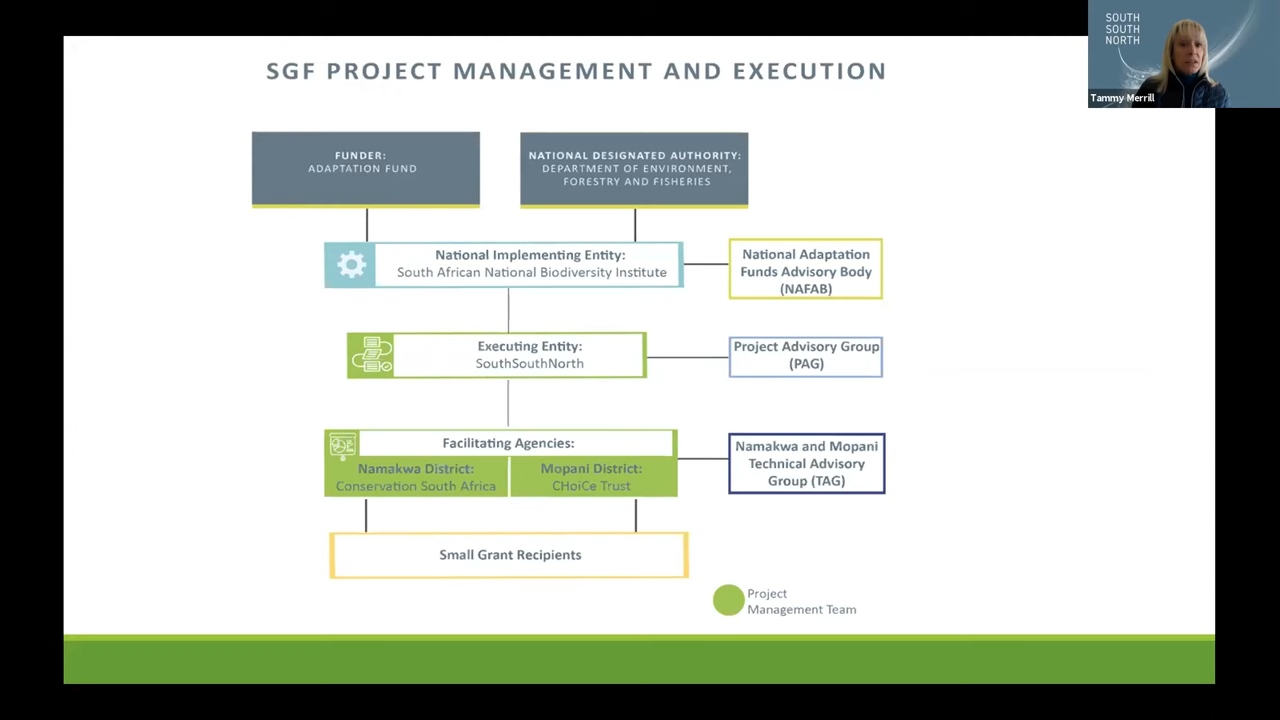 SGF PROJECT MANAGEMENT AND EXECUTION
SOUTH
SOUTH
NORTH
Tammy Merrill
FUNDER:
ADAPTATION FUND
NATIONAL DESIGNATED AUTHORITY:
DEPARTMENT OF ENVIRONMENT,
FORESTRY AND FISHERIES
National Implementing Entity:
South African National Biodiversity Institute
National Adaptation
Funds Advisory Body
(NAFAB)
Executing Entity:
SouthSouthNorth
Project Advisory Group
(PAG)
Facilitating Agencies:
Namakwa District:
Conservation South Africa
Mopani District:
CHoiCe Trust
Namakwa and Mopani
Technical Advisory
Group (TAG)
Small Grant Recipients
Project
Management Team